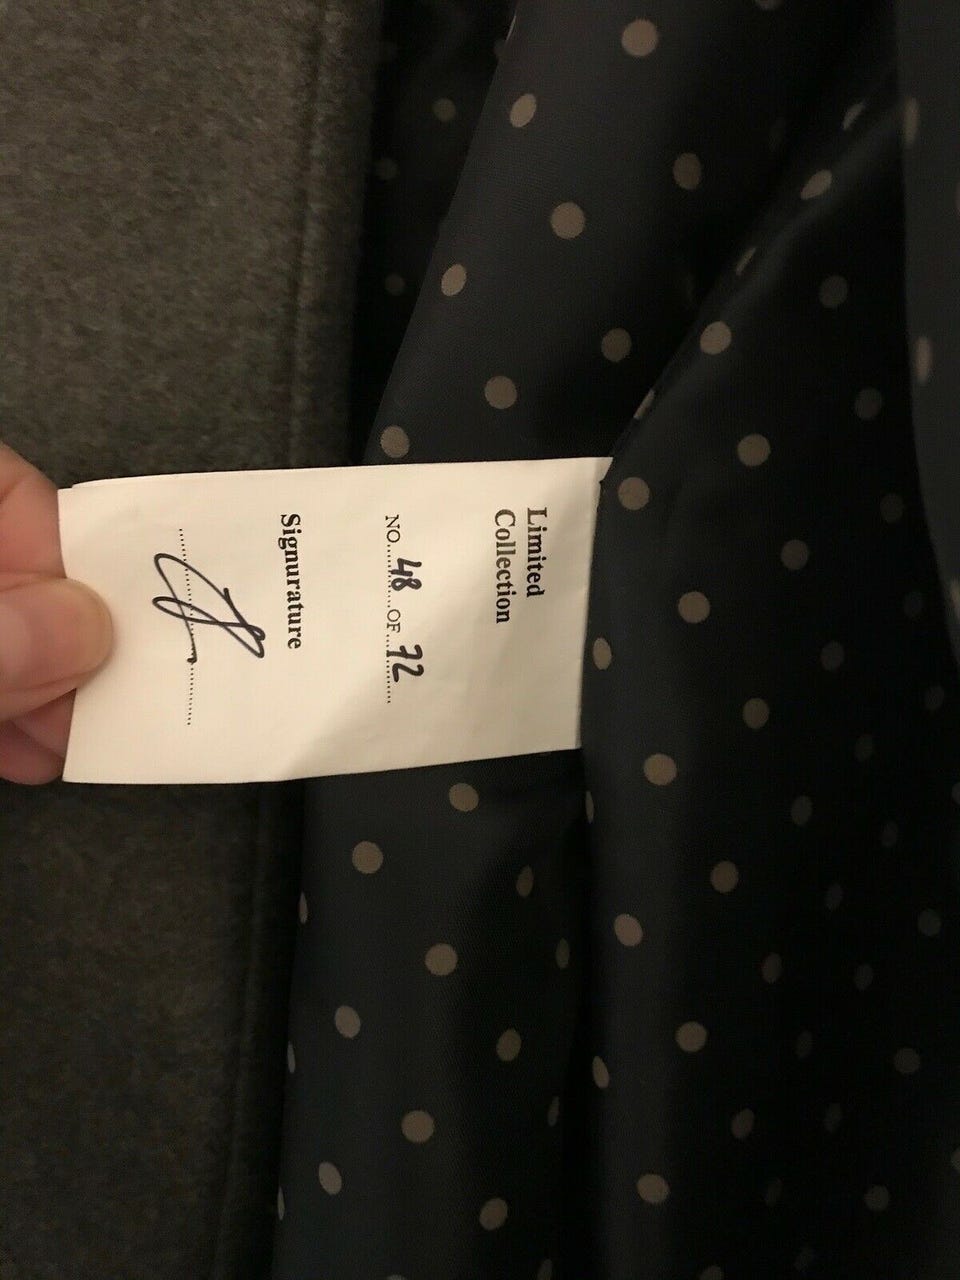 Limited
Collection
NO....48....OF...72....
Signurature